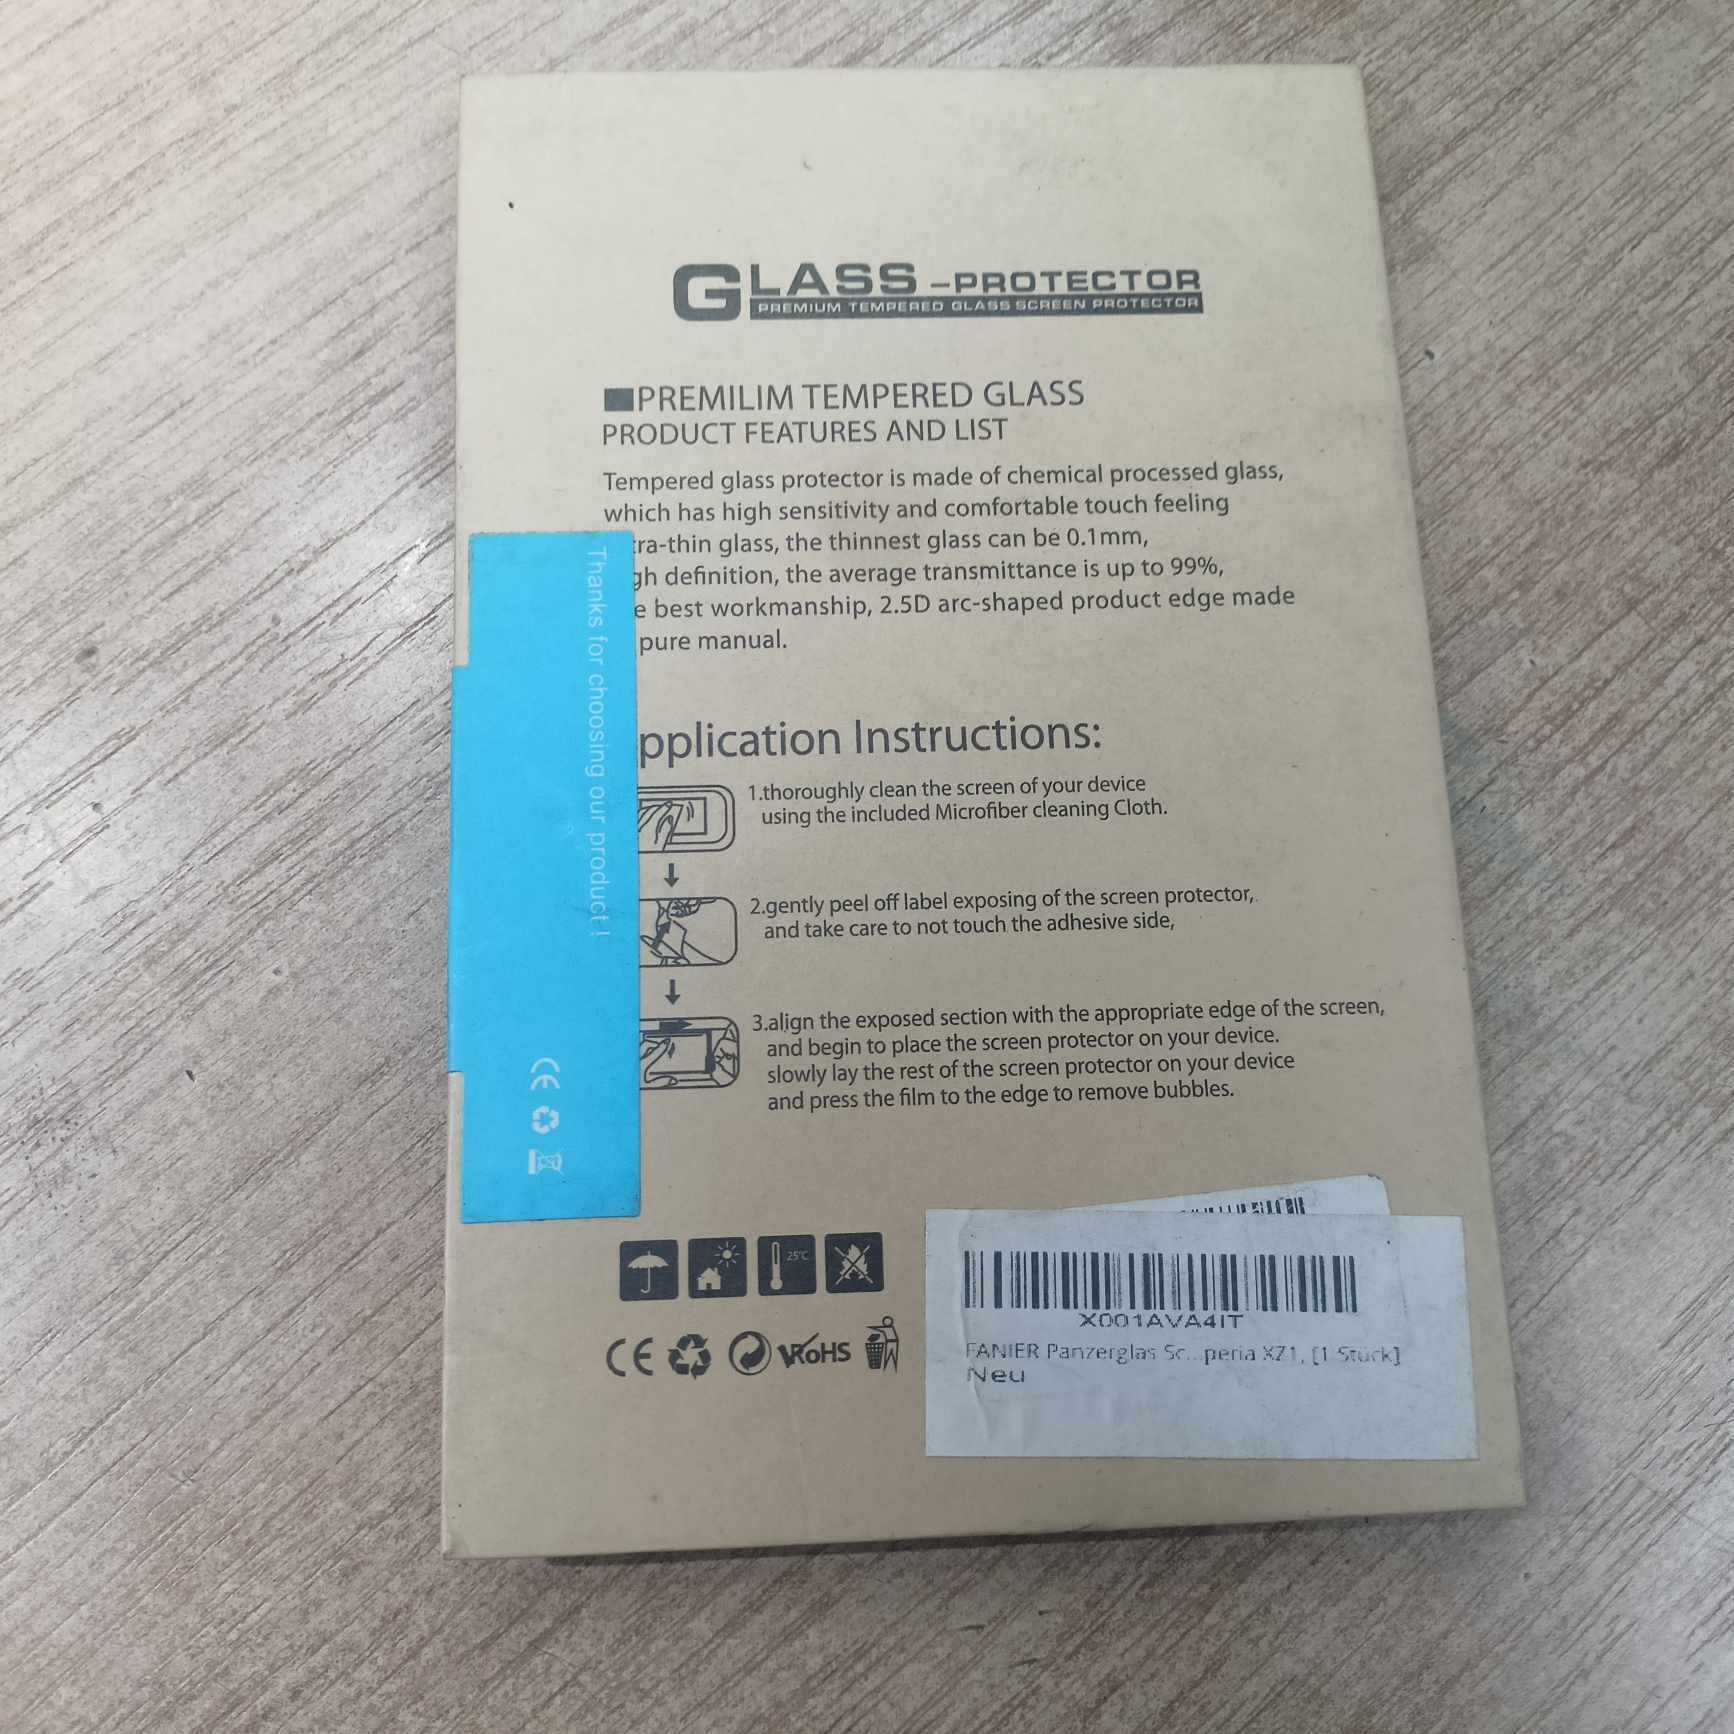 GLASS-PROTECTOR
PREMIUM TEMPERED GLASS SCREEN PROTECTOR
PREMILIM TEMPERED GLASS
PRODUCT FEATURES AND LIST
Tempered glass protector is made of chemical processed glass,
which has high sensitivity and comfortable touch feeling
tra-thin glass, the thinnest glass can be 0.1mm,
gh definition, the average transmittance is up to 99%,
e best workmanship, 2.5D arc-shaped product edge made
pure manual.
Thanks for choosing our product !
pplication Instructions:
1.thoroughly clean the screen of your device
using the included Microfiber cleaning Cloth.
2.gently peel off label exposing of the screen protector,.
and take care to not touch the adhesive side,
3.align the exposed section with the appropriate edge of the screen,
and begin to place the screen protector on your device.
slowly lay the rest of the screen protector on your device
and press the film to the edge to remove bubbles.
CE
25°C
CE RoHS
X001AVA4IT
FANIER Panzerglas Sc...peria XZ1, [1 Stück]
Neu